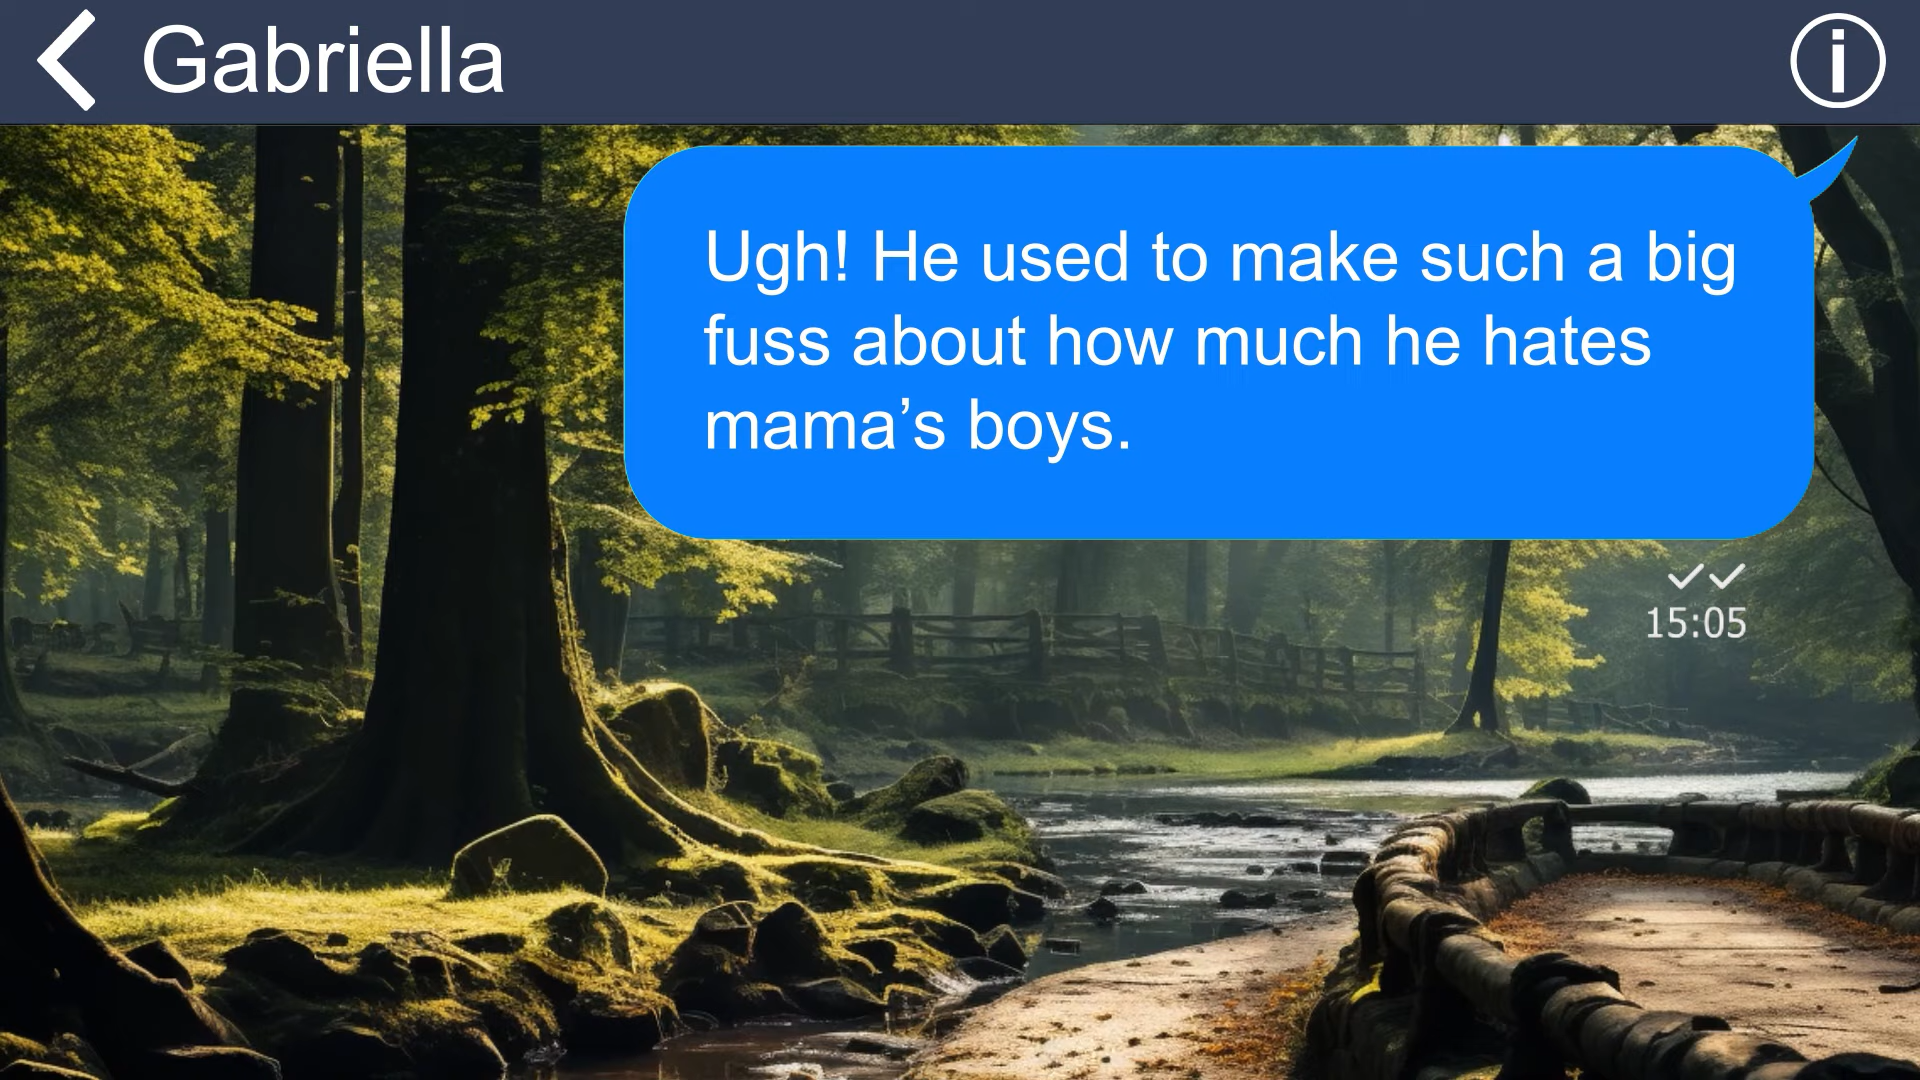 Gabriella
Ugh! He used to make such a big
fuss about how much he hates
mama’s boys.
15:05